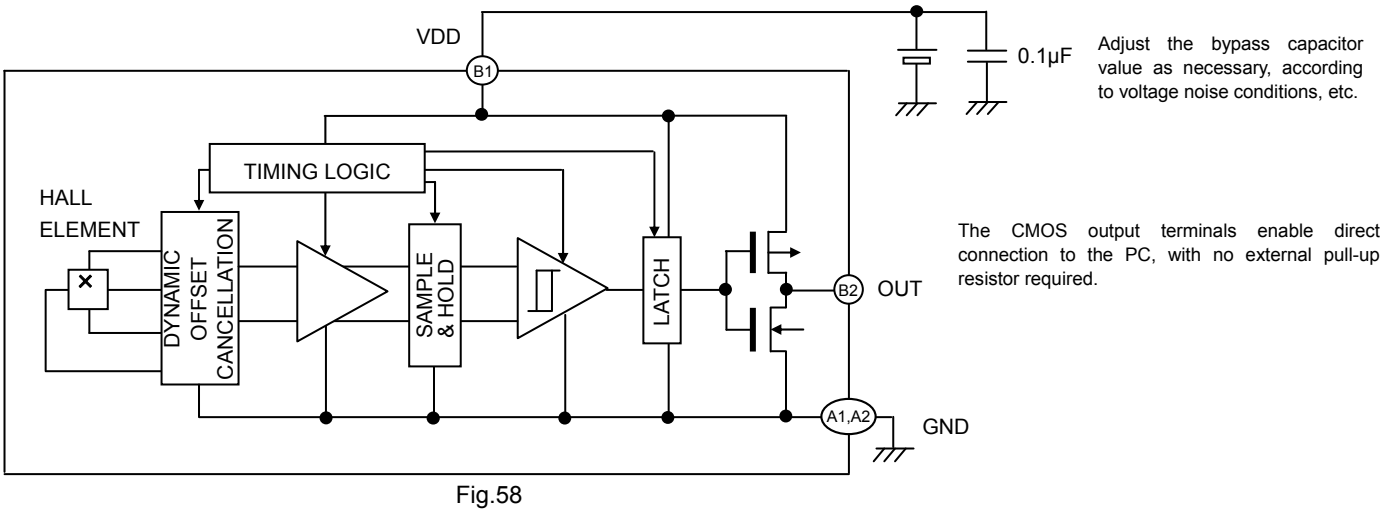 VDD
B1
0.1µF
Adjust the bypass capacitor
value as necessary, according
to voltage noise conditions, etc.
TIMING LOGIC
HALL
ELEMENT
×
DYNAMIC
OFFSET
CANCELLATION
SAMPLE
& HOLD
LATCH
The CMOS output terminals enable direct
connection to the PC, with no external pull-up
resistor required.
B2
OUT
A1,A2
GND
Fig.58